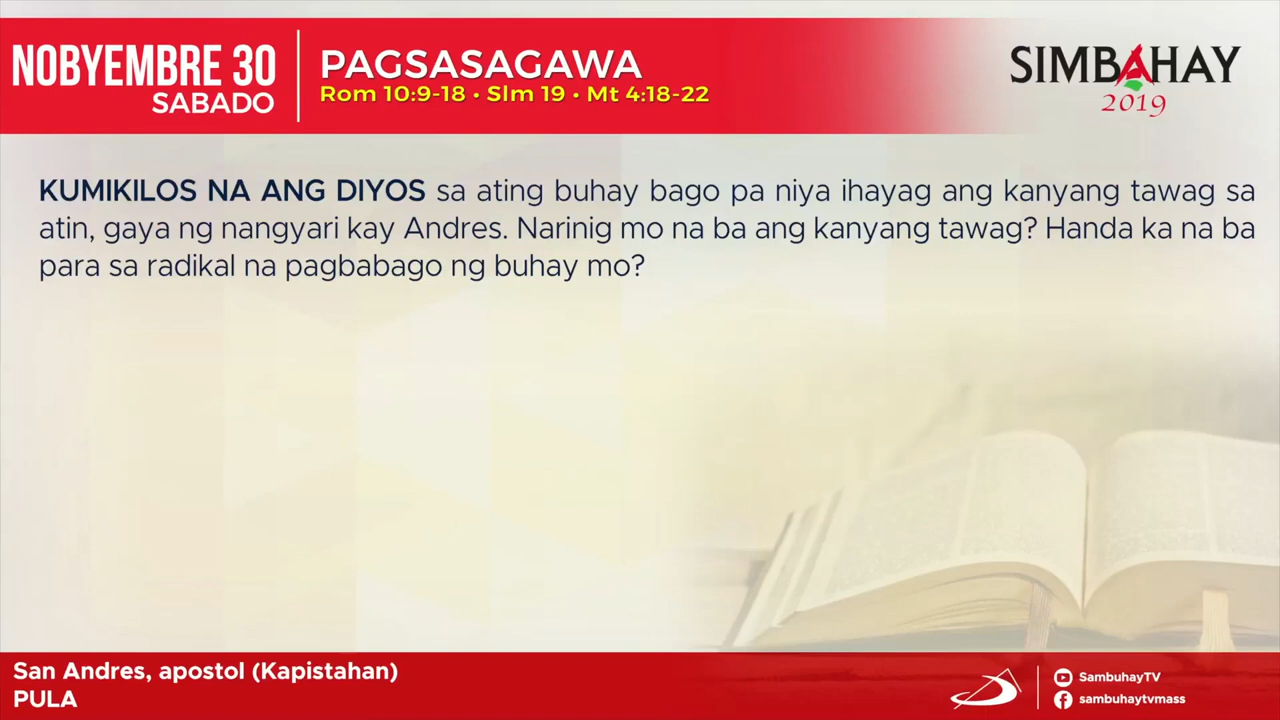 NOBYEMBRE 30
SABADO
PAGSASAGAWA
Rom 10:9-18 • Slm 19 • Mt 4:18-22
SIMBAHAY
2019
KUMIKILOS NA ANG DIYOS sa ating buhay bago pa niya ihayag ang kanyang tawag sa
atin, gaya ng nangyari kay Andres. Narinig mo na ba ang kanyang tawag? Handa ka na ba
para sa radikal na pagbabago ng buhay mo?
San Andres, apostol (Kapistahan)
PULA
SambuhayTV
sambuhaytvmass